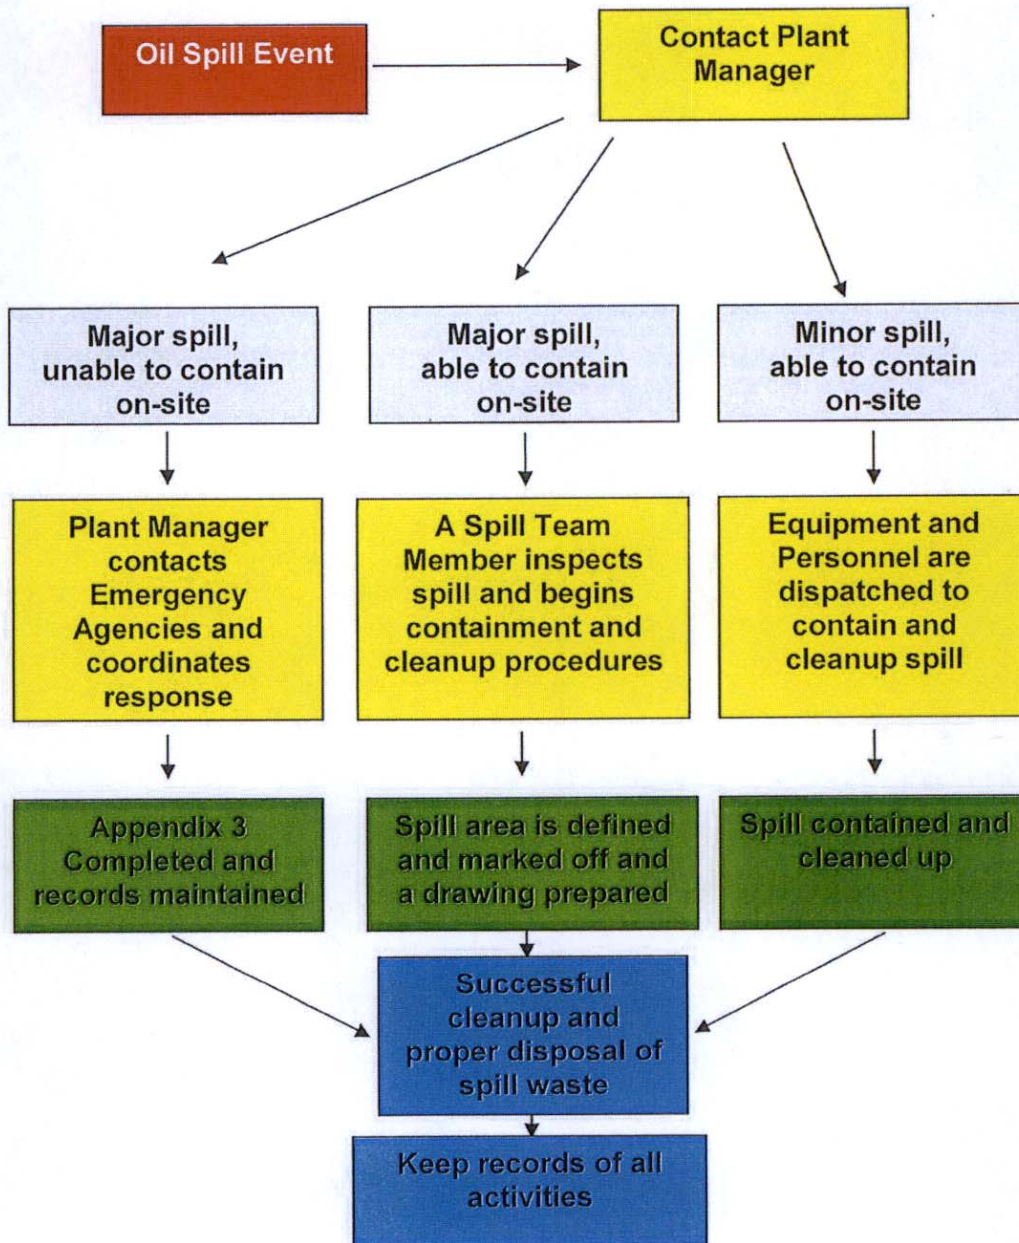 Oil Spill Event
Contact Plant
Manager
Major spill,
unable to contain
on-site
Major spill,
able to contain
on-site
Minor spill,
able to contain
on-site
Plant Manager
contacts
Emergency
Agencies and
coordinates
response
A Spill Team
Member inspects
spill and begins
containment and
cleanup procedures
Equipment and
Personnel are
dispatched to
contain and
cleanup spill
Appendix 3
Completed and
records maintained
Spill area is defined
and marked off and
a drawing prepared
Spill contained and
cleaned up
Successful
cleanup and
proper disposal of
spill waste
Keep records of all
activities